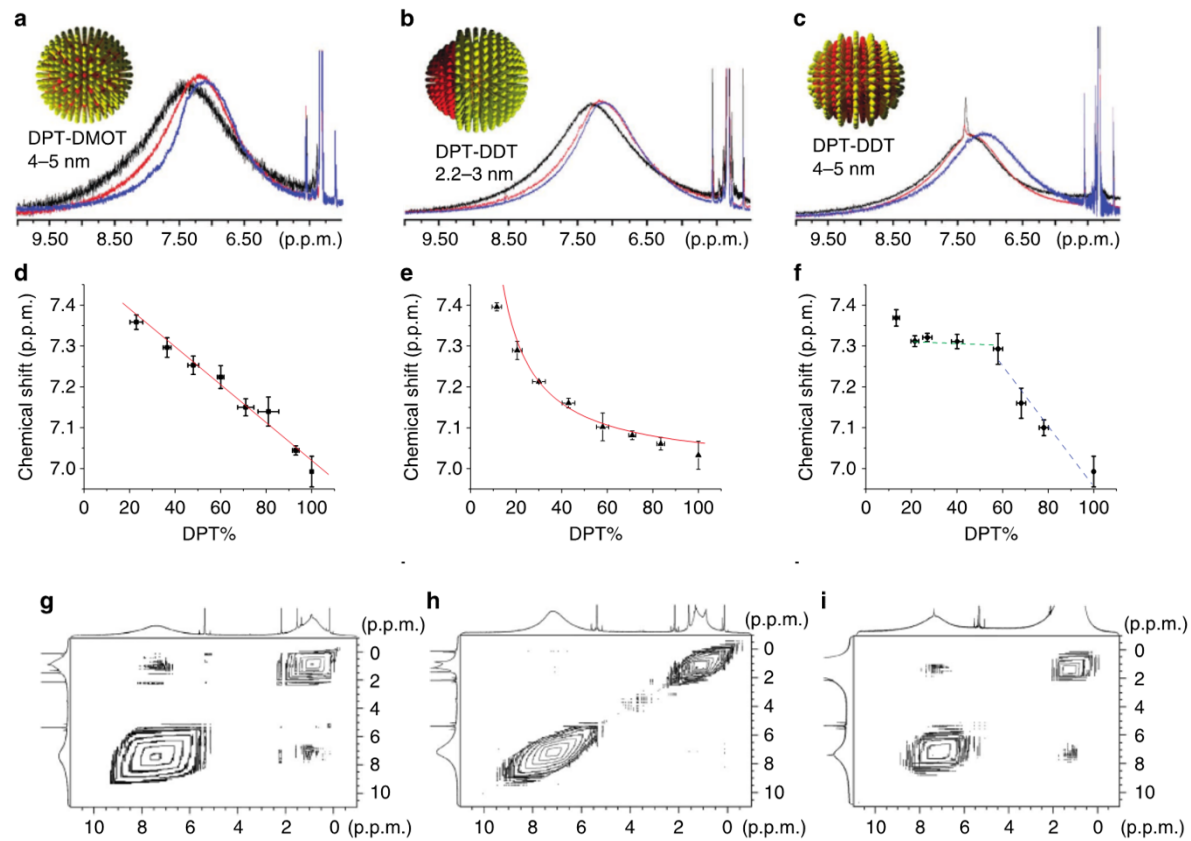 a
DPT-DMOT
4–5 nm
9.50 8.50 7.50 6.50 (p.p.m.)
b
DPT-DDT
2.2–3 nm
9.50 8.50 7.50 6.50 (p.p.m.)
c
DPT-DDT
4–5 nm
9.50 8.50 7.50 6.50 (p.p.m.)
d
Chemical shift (p.p.m.)
7.4
7.3
7.2
7.1
7.0
0 20 40 60 80 100
DPT%
e
Chemical shift (p.p.m.)
7.4
7.3
7.2
7.1
7.0
0 20 40 60 80 100
DPT%
f
Chemical shift (p.p.m.)
7.4
7.3
7.2
7.1
7.0
0 20 40 60 80 100
DPT%
g
(p.p.m.)
0
2
4
6
8
10
10 8 6 4 2 0 (p.p.m.)
h
(p.p.m.)
0
2
4
6
8
10
10 8 6 4 2 0 (p.p.m.)
i
(p.p.m.)
0
2
4
6
8
10
10 8 6 4 2 0 (p.p.m.)